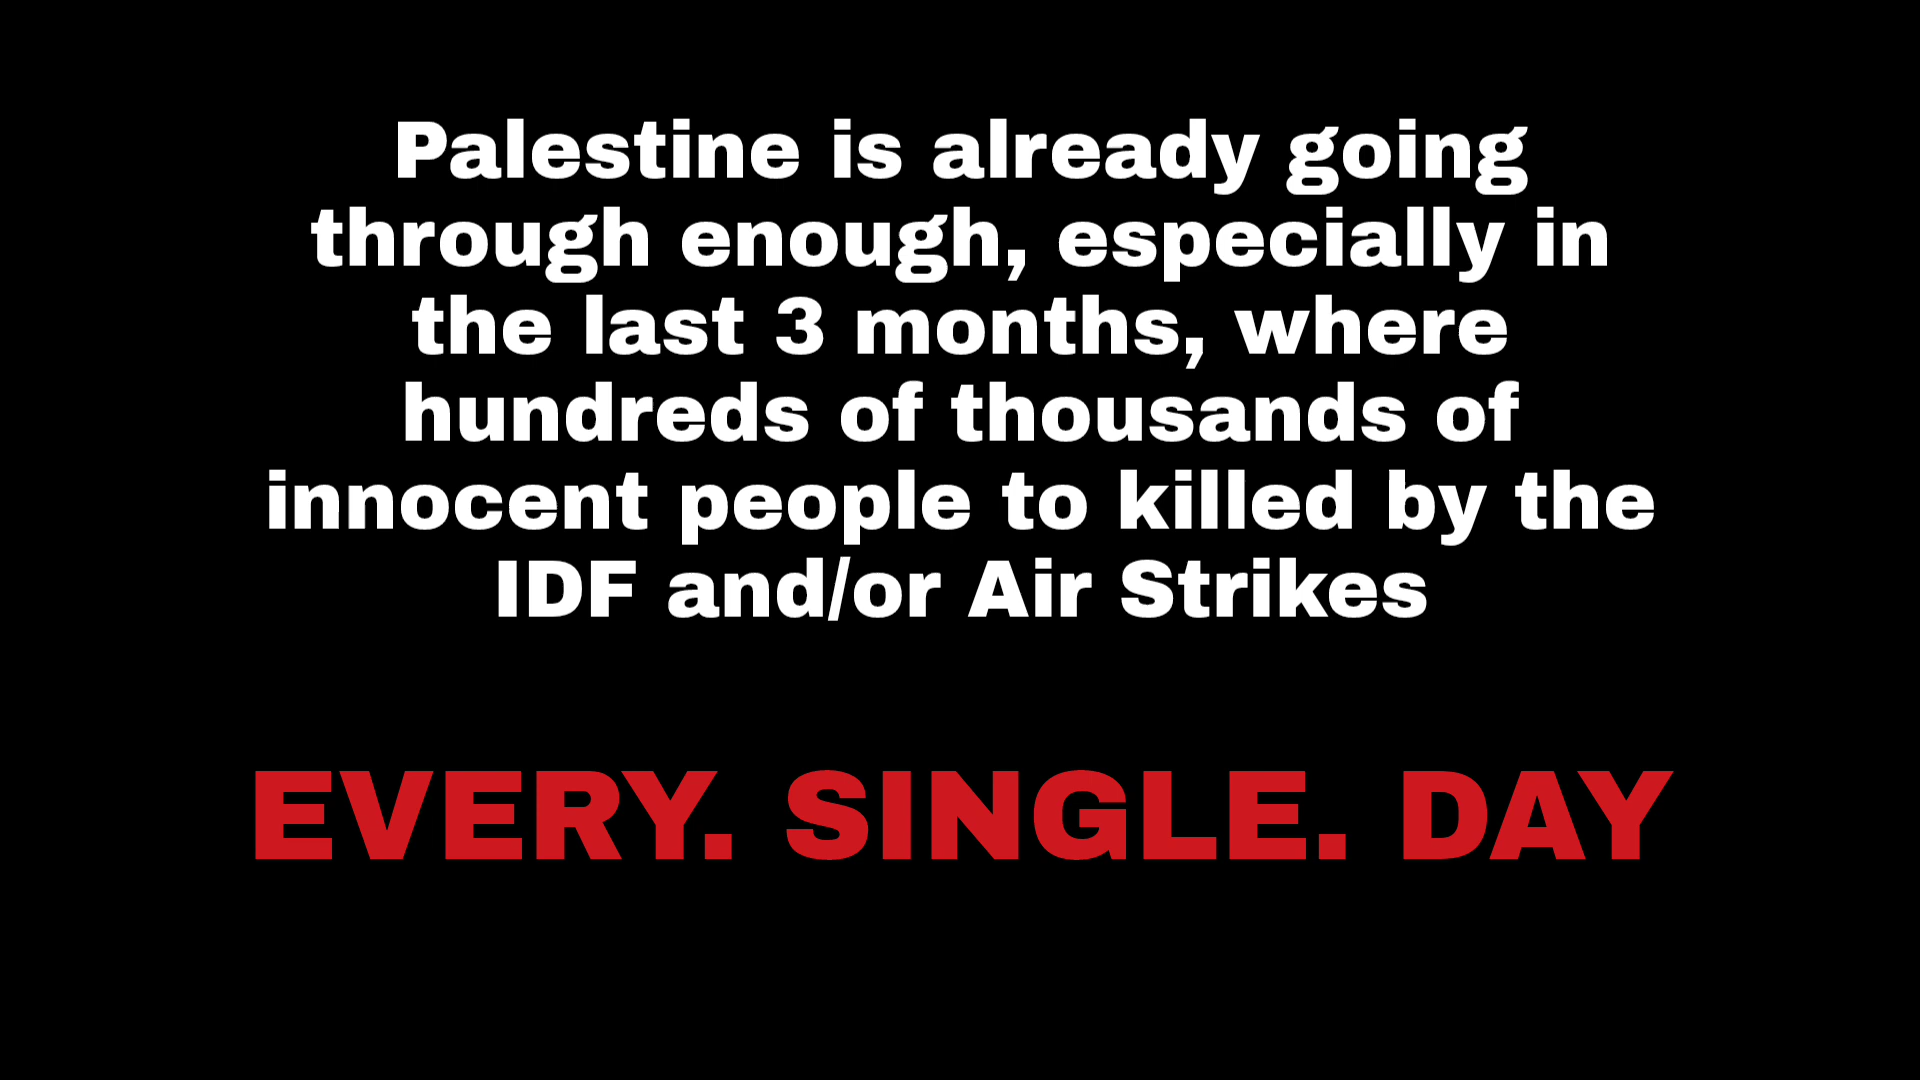 Palestine is already going
through enough, especially in
the last 3 months, where
hundreds of thousands of
innocent people to killed by the
IDF and/or Air Strikes
EVERY. SINGLE. DAY